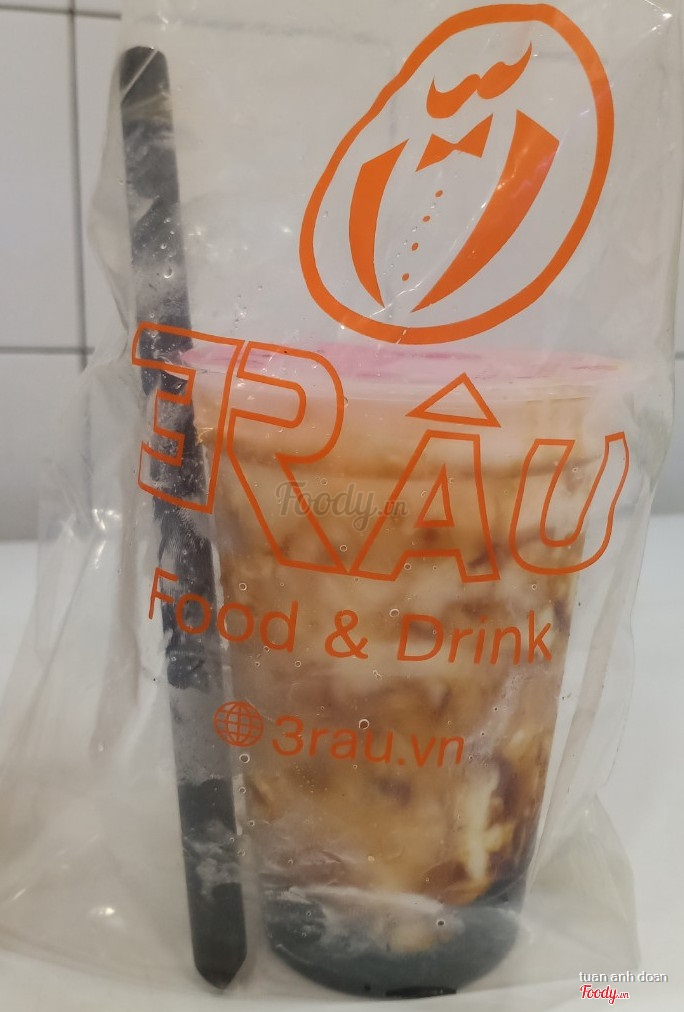 3RÂU
Foody.vn
Food & Drink
3rau.vn
tuan anh doan
Foody.vn